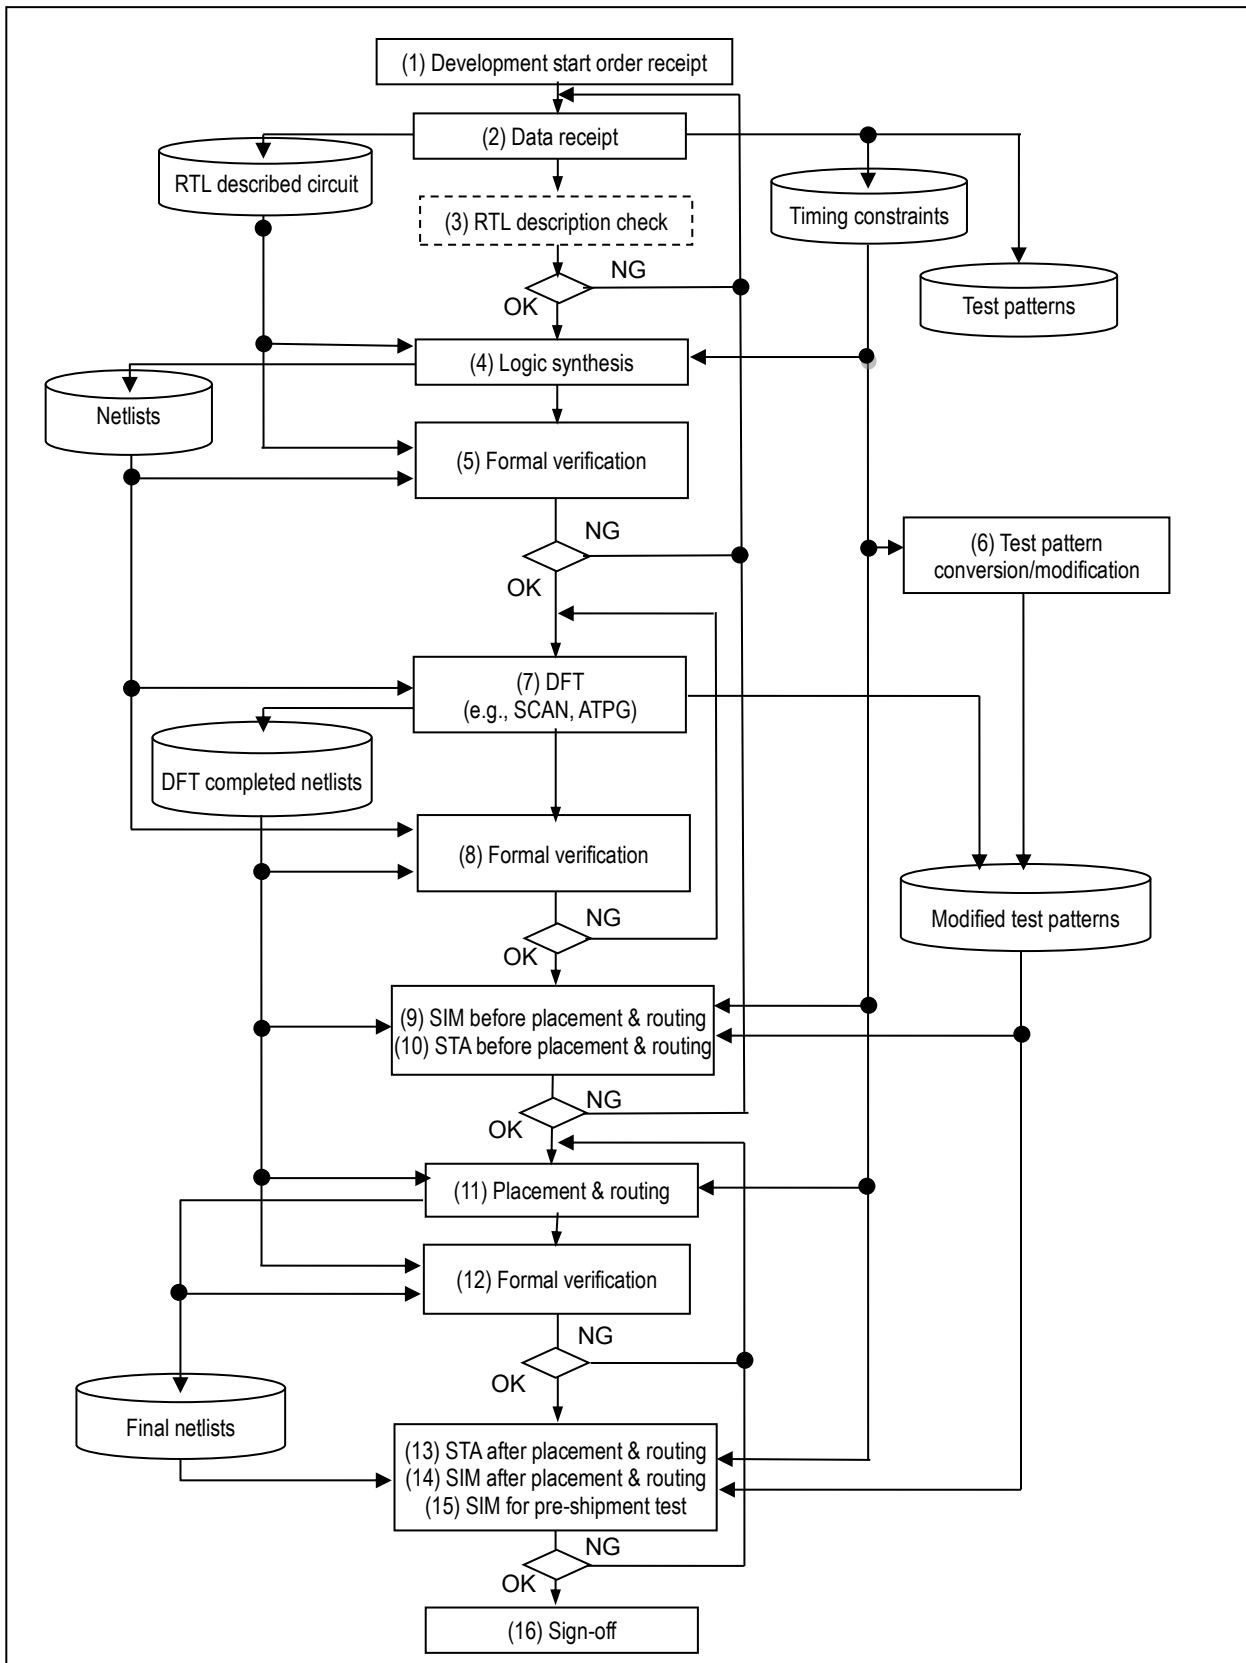 (1) Development start order receipt
(2) Data receipt
RTL described circuit
Timing constraints
(3) RTL description check
NG
OK
Test patterns
(4) Logic synthesis
Netlists
(5) Formal verification
NG
OK
(6) Test pattern
conversion/modification
(7) DFT
(e.g., SCAN, ATPG)
DFT completed netlists
(8) Formal verification
NG
OK
Modified test patterns
(9) SIM before placement & routing
(10) STA before placement & routing
NG
OK
(11) Placement & routing
(12) Formal verification
NG
OK
Final netlists
(13) STA after placement & routing
(14) SIM after placement & routing
(15) SIM for pre-shipment test
NG
OK
(16) Sign-off